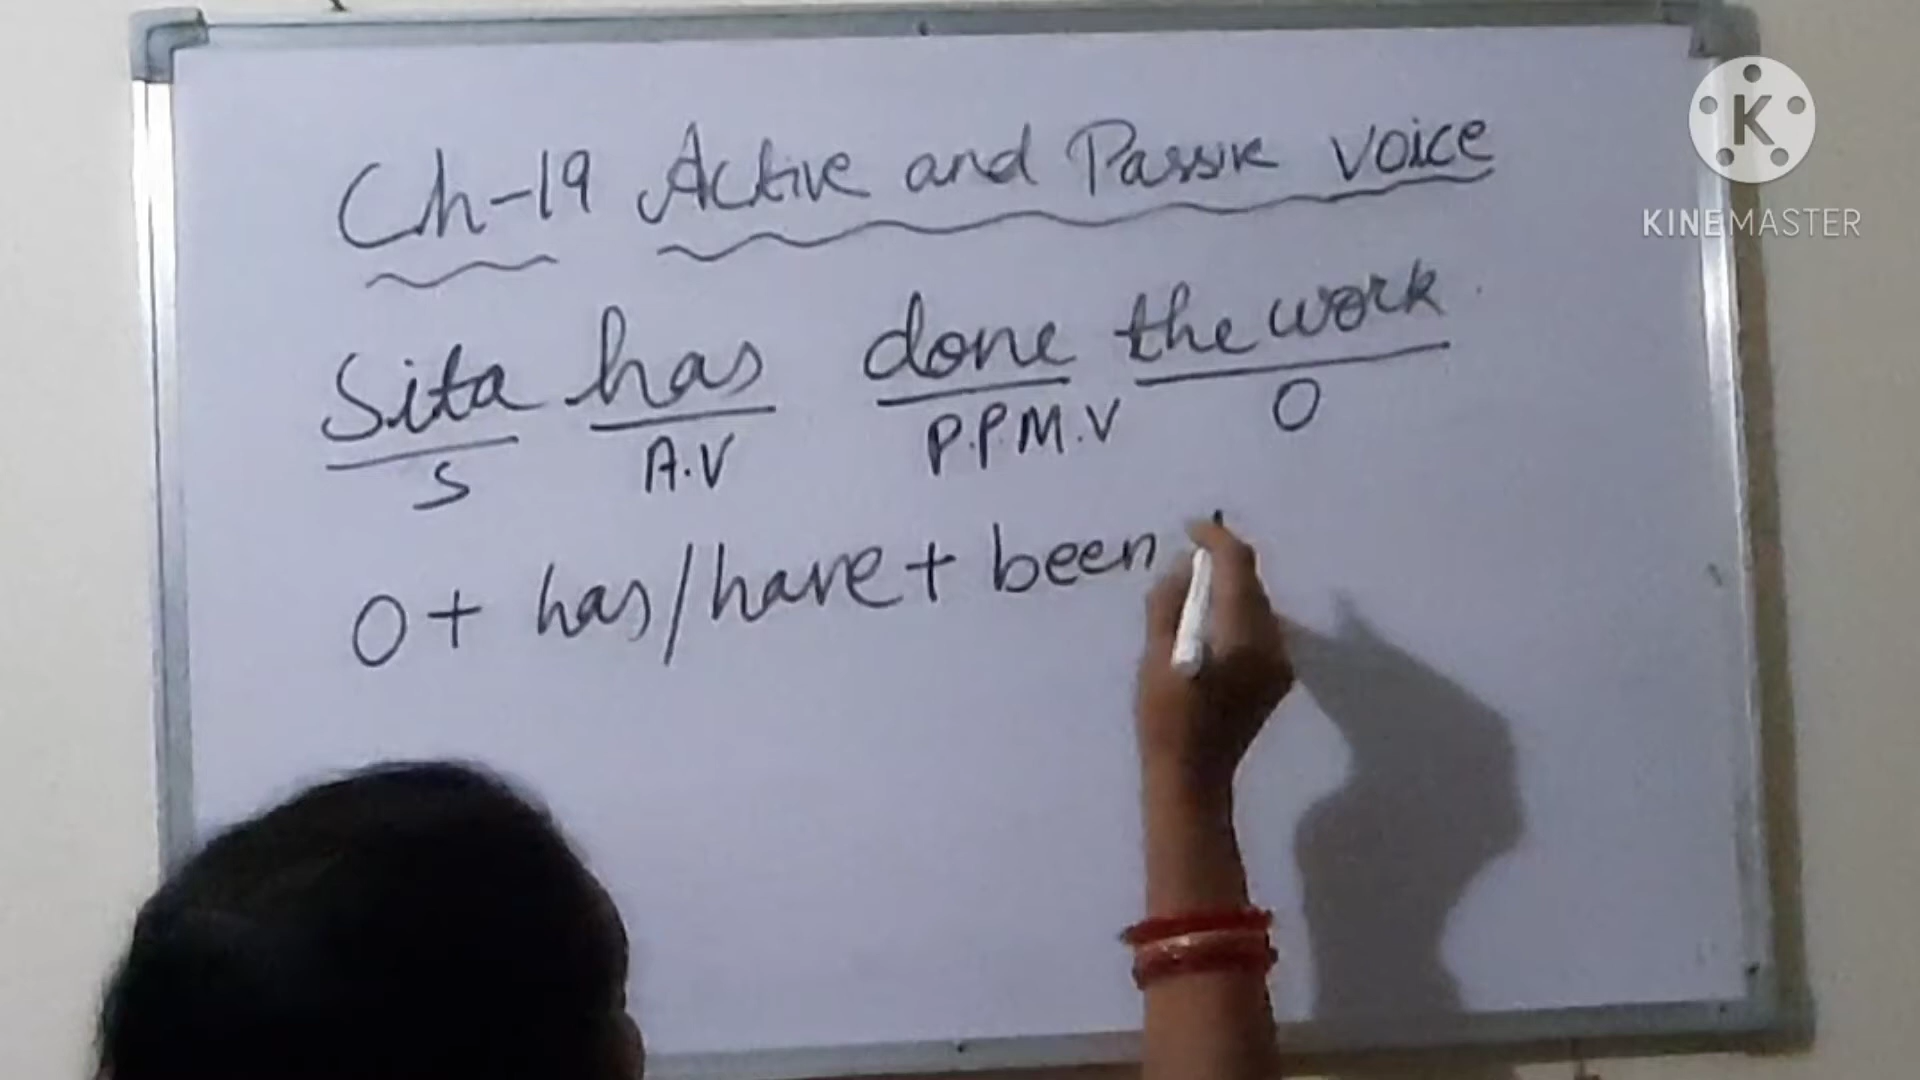 Ch-19 Active and Passive Voice
K
KINEMASTER
Sita has done the work
S A.V P.P.M.V O
O + has/have + been